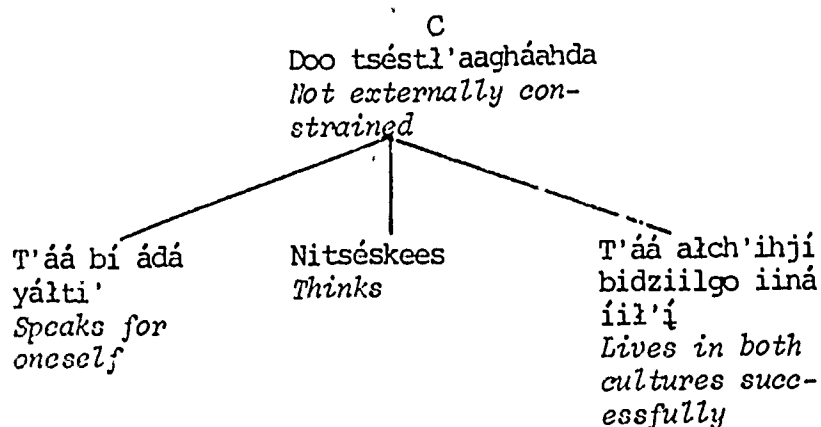 C
Doo tséstł'aagháahda
Not externally con-
strained
T'áá bí ádá
yáłti'
Speaks for
oneself
Nitséskees
Thinks
T'áá ałch'ihjí
bidziilgo iiná
ííł'į́
Lives in both
cultures succ-
essfully